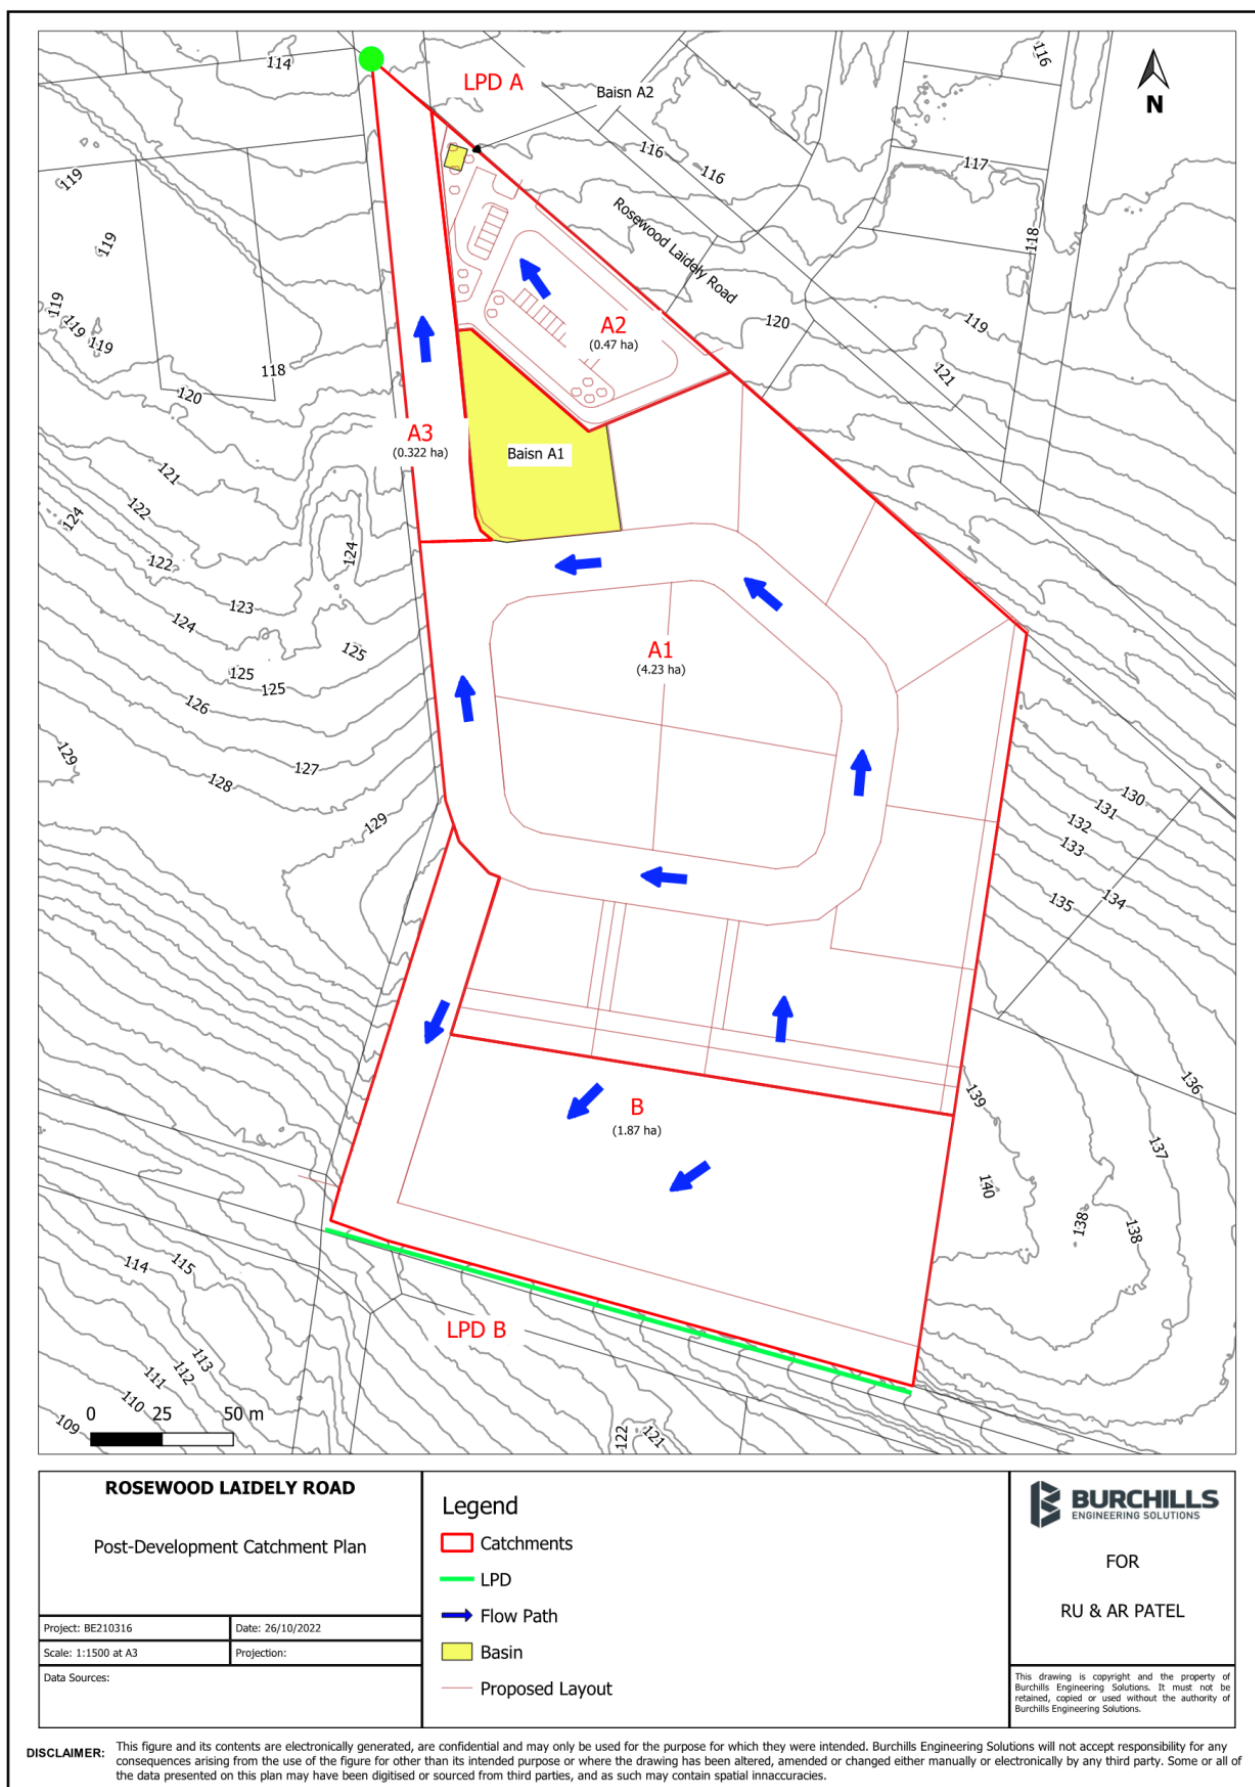 114
LPD A
Baisn A2
116
116
116
117
118
119
119
119
119
119
Rosewood Laidely Road
120
119
121
A2
(0.47 ha)
118
120
A3
(0.322 ha)
Baisn A1
121
122
124
122
124
123
124
125
125
125
126
127
128
129
129
A1
(4.23 ha)
130
131
132
133
134
135
136
137
138
138
139
140
B
(1.87 ha)
LPD B
114
115
113
112
111
110
109
122
121
N
0 25 50 m
ROSEWOOD LAIDELY ROAD
Post-Development Catchment Plan
Project: BE210316
Date: 26/10/2022
Scale: 1:1500 at A3
Projection:
Data Sources:
Legend
Catchments
LPD
Flow Path
Basin
Proposed Layout
BURCHILLS
ENGINEERING SOLUTIONS
FOR
RU & AR PATEL
This drawing is copyright and the property of
Burchills Engineering Solutions. It must not be
retained, copied or used without the authority of
Burchills Engineering Solutions.
DISCLAIMER: This figure and its contents are electronically generated, are confidential and may only be used for the purpose for which they were intended. Burchills Engineering Solutions will not accept responsibility for any
consequences arising from the use of the figure for other than its intended purpose or where the drawing has been altered, amended or changed either manually or electronically by any third party. Some or all of
the data presented on this plan may have been digitised or sourced from third parties, and as such may contain spatial innaccuracies.